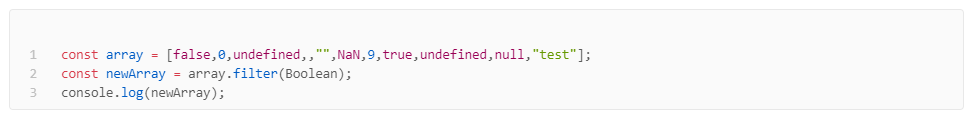 1 const array = [false,0,undefined,,"",NaN,9,true,undefined,null,"test"];
2 const newArray = array.filter(Boolean);
3 console.log(newArray);